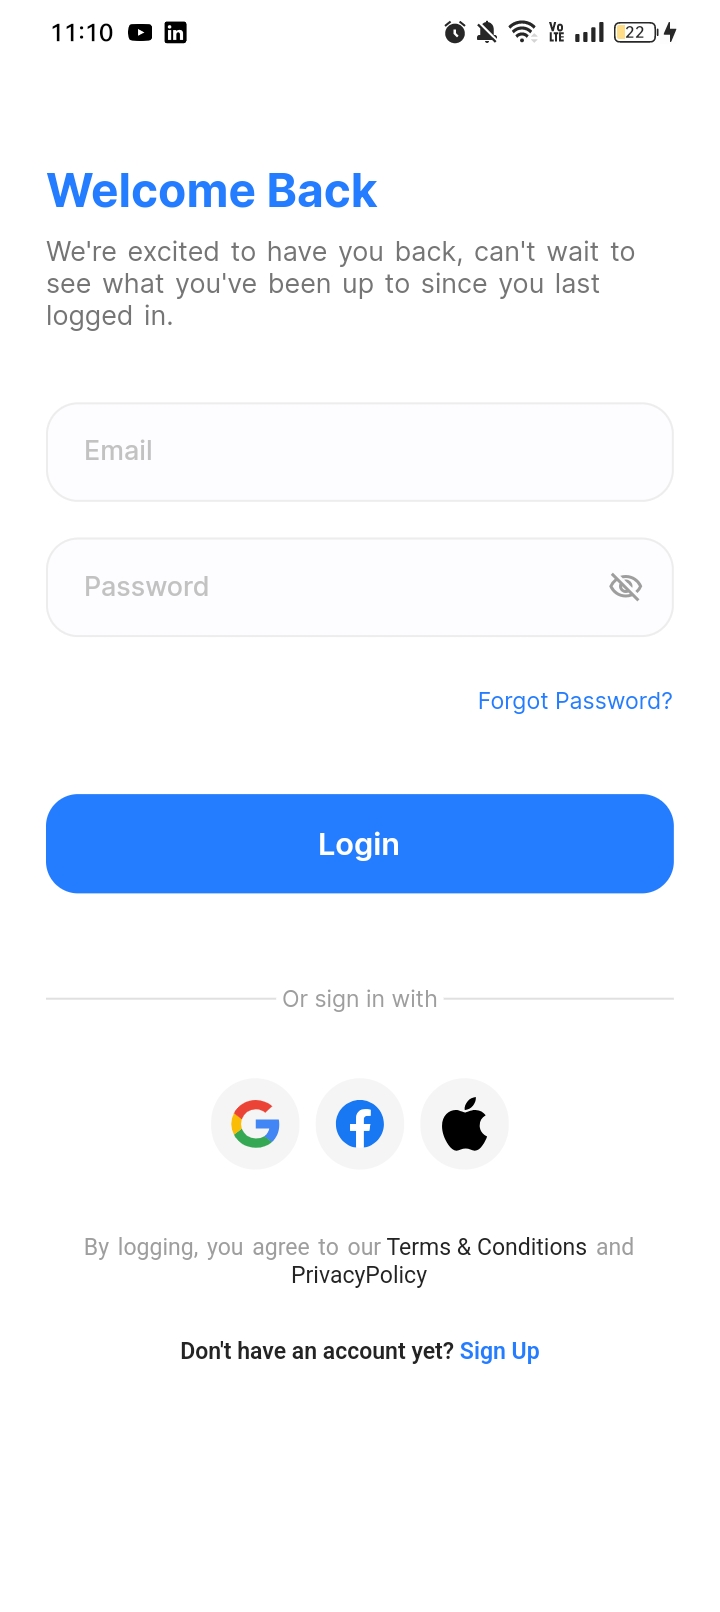 11:10 Vo LTE 22
Welcome Back
We're excited to have you back, can't wait to
see what you've been up to since you last
logged in.
Email
Password
Forgot Password?
Login
Or sign in with
By logging, you agree to our Terms & Conditions and
PrivacyPolicy
Don't have an account yet? Sign Up